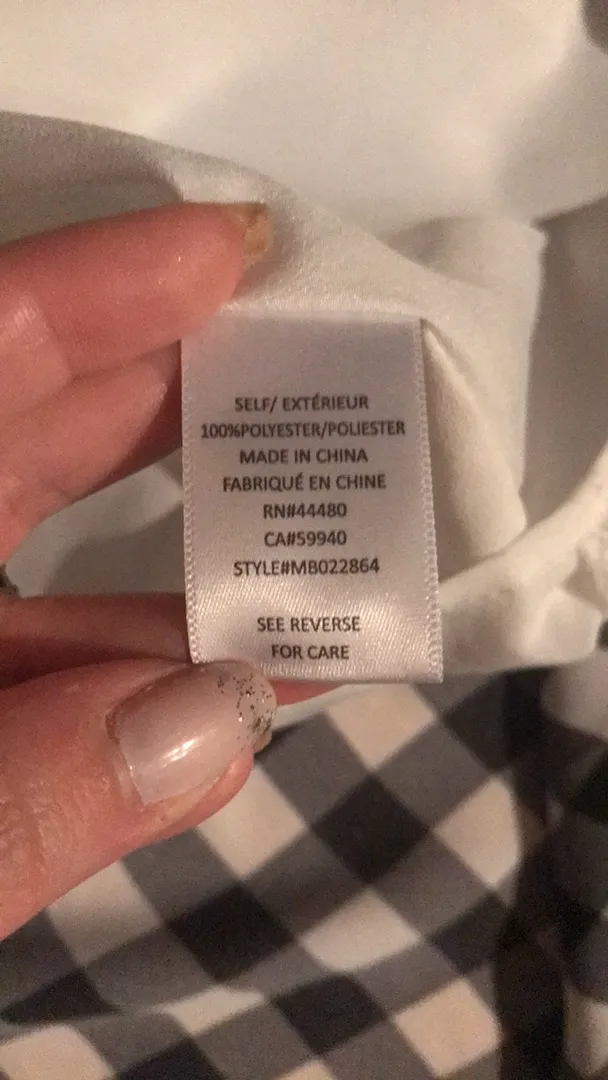 SELF/ EXTÉRIEUR
100%POLYESTER/POLIESTER
MADE IN CHINA
FABRIQUÉ EN CHINE
RN#44480
CA#59940
STYLE#MB022864
SEE REVERSE
FOR CARE